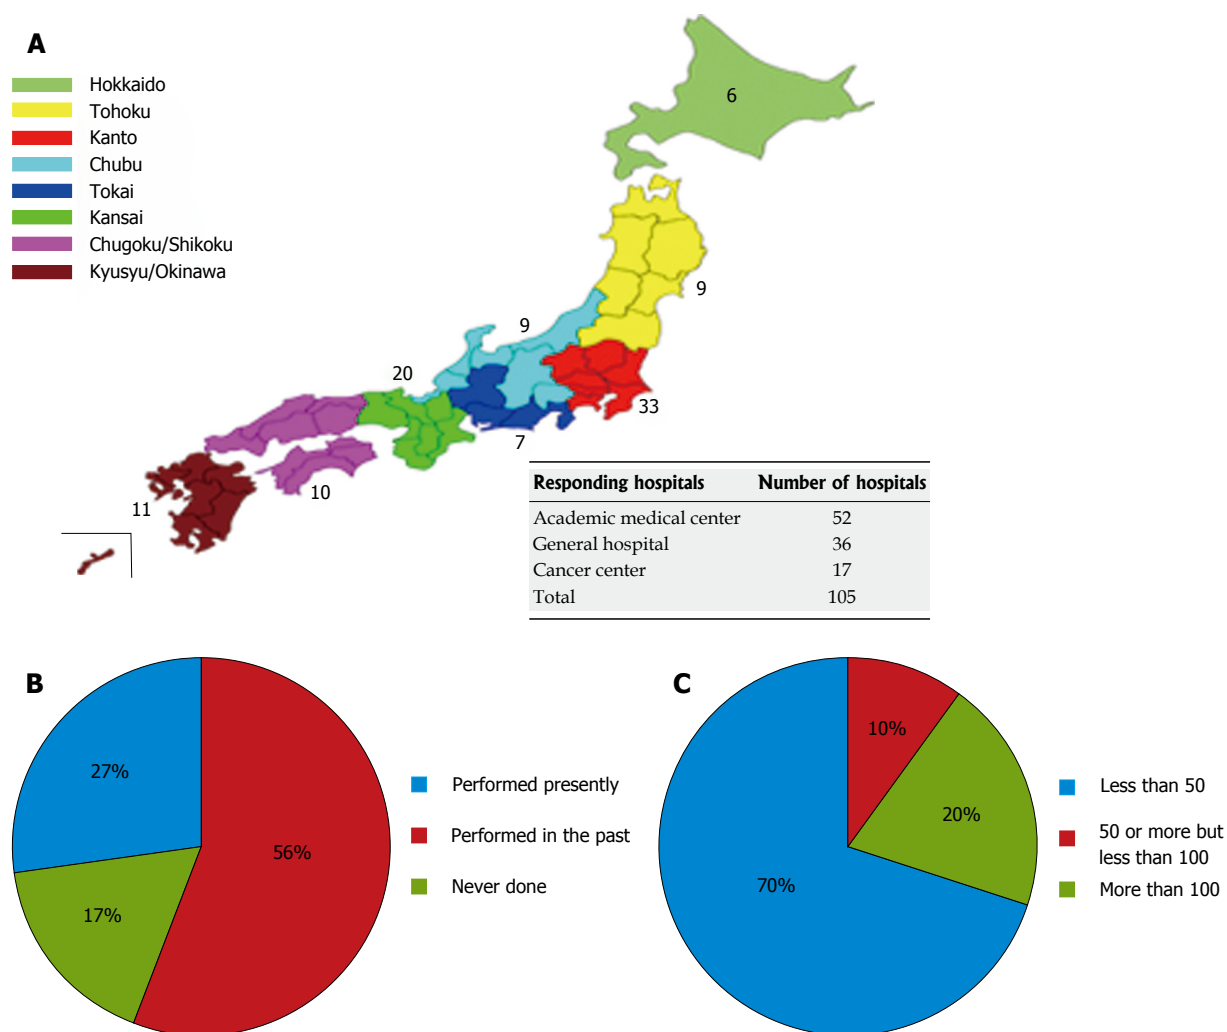 A
Hokkaido
Tohoku
Kanto
Chubu
Tokai
Kansai
Chugoku/Shikoku
Kyusyu/Okinawa
6
9
9
20
33
7
10
11
Responding hospitals Number of hospitals
Academic medical center 52
General hospital 36
Cancer center 17
Total 105
B
27%
56%
17%
Performed presently
Performed in the past
Never done
C
10%
20%
70%
Less than 50
50 or more but
less than 100
More than 100